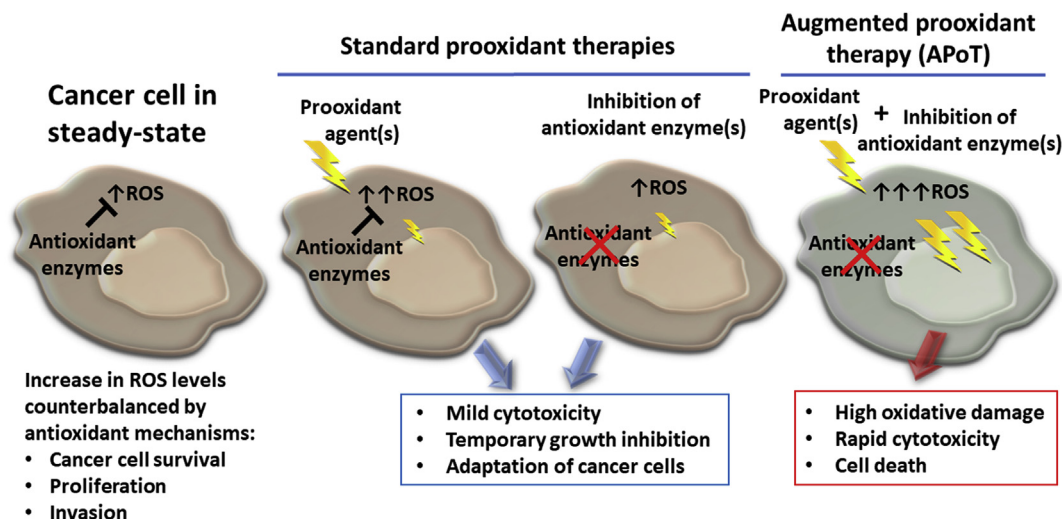 Cancer cell in
steady-state
↑ROS
Antioxidant
enzymes
Increase in ROS levels
counterbalanced by
antioxidant mechanisms:
• Cancer cell survival
• Proliferation
• Invasion
Standard prooxidant therapies
Prooxidant
agent(s)
↑↑ROS
Antioxidant
enzymes
Inhibition of
antioxidant enzyme(s)
↑ROS
Antioxidant
enzymes
• Mild cytotoxicity
• Temporary growth inhibition
• Adaptation of cancer cells
Augmented prooxidant
therapy (APoT)
Prooxidant
agent(s)
+
Inhibition of
antioxidant enzyme(s)
↑↑↑ROS
Antioxidant
enzymes
• High oxidative damage
• Rapid cytotoxicity
• Cell death